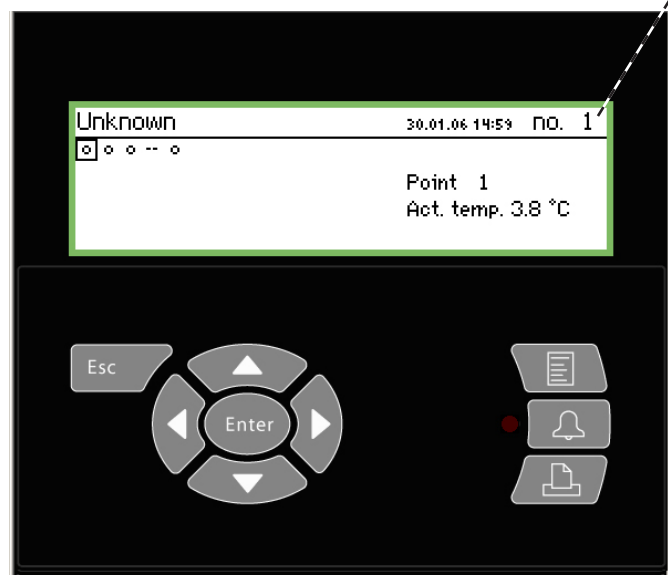 Unknown 30.01.06 14:59 no. 1
o o o -- o
Point 1
Act. temp. 3.8 °C
Esc
Enter